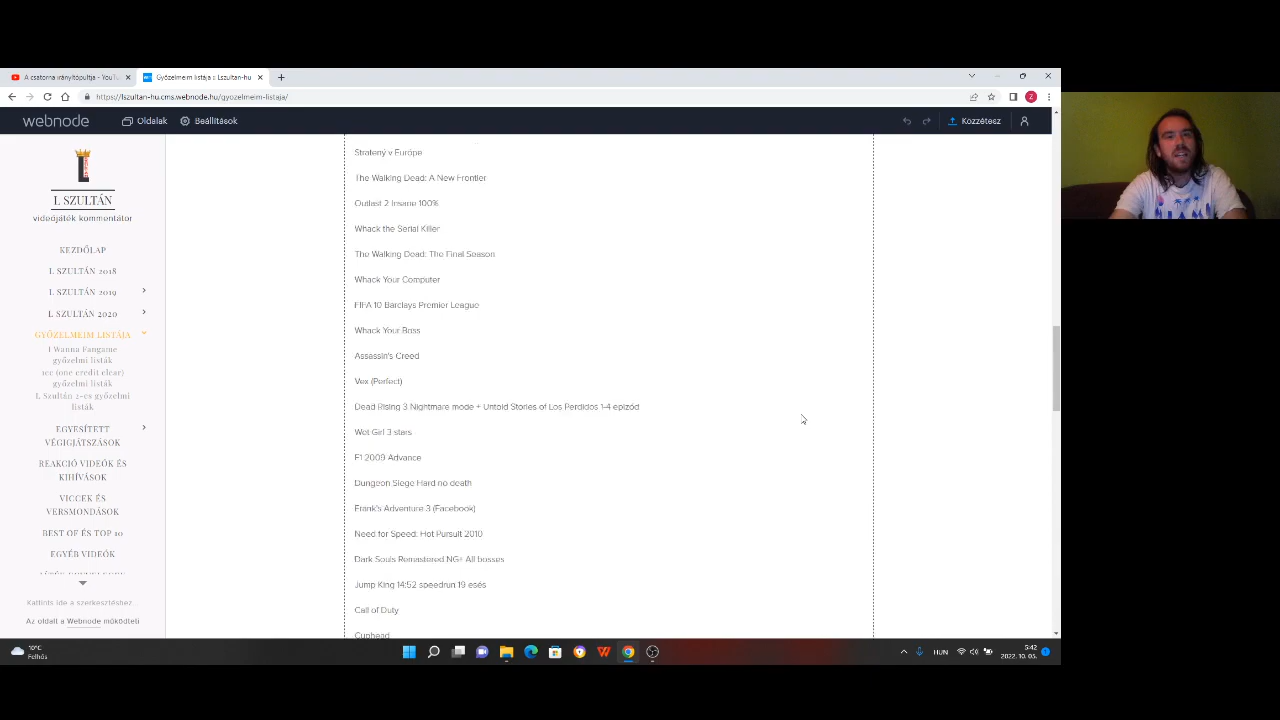 A csatorna irányítópultja - YouTu
Győzelmeim listája :: Lszultan-hu
https://lszultan-hu.cms.webnode.hu/gyozelmeim-listaja/
webnode
Oldalak
Beállítások
Közzétesz
L
L SZULTÁN
videójáték kommentátor
KEZDŐLAP
L SZULTÁN 2018
L SZULTÁN 2019
L SZULTÁN 2020
GYŐZELMEIM LISTÁJA
I Wanna Fangame
győzelmi listák
1cc (one credit clear)
győzelmi listák
L Szultán 2-es győzelmi
listák
EGYESÍTETT
VÉGIGJÁTSZÁSOK
REAKCIÓ VIDEÓK ÉS
KIHÍVÁSOK
VICCEK ÉS
VERSMONDÁSOK
BEST OF ÉS TOP 10
EGYÉB VIDEÓK
Kattints ide a szerkesztéshez...
Az oldalt a Webnode működteti
Stratený v Európe
The Walking Dead: A New Frontier
Outlast 2 Insane 100%
Whack the Serial Killer
The Walking Dead: The Final Season
Whack Your Computer
FIFA 10 Barclays Premier League
Whack Your Boss
Assassin's Creed
Vex (Perfect)
Dead Rising 3 Nightmare mode + Untold Stories of Los Perdidos 1-4 epizód
Wet Girl 3 stars
F1 2009 Advance
Dungeon Siege Hard no death
Frank's Adventure 3 (Facebook)
Need for Speed: Hot Pursuit 2010
Dark Souls Remastered NG+ All bosses
Jump King 14:52 speedrun 19 esés
Call of Duty
Cuphead
10°C
Felhős
HUN
5:42
2022. 10. 03.